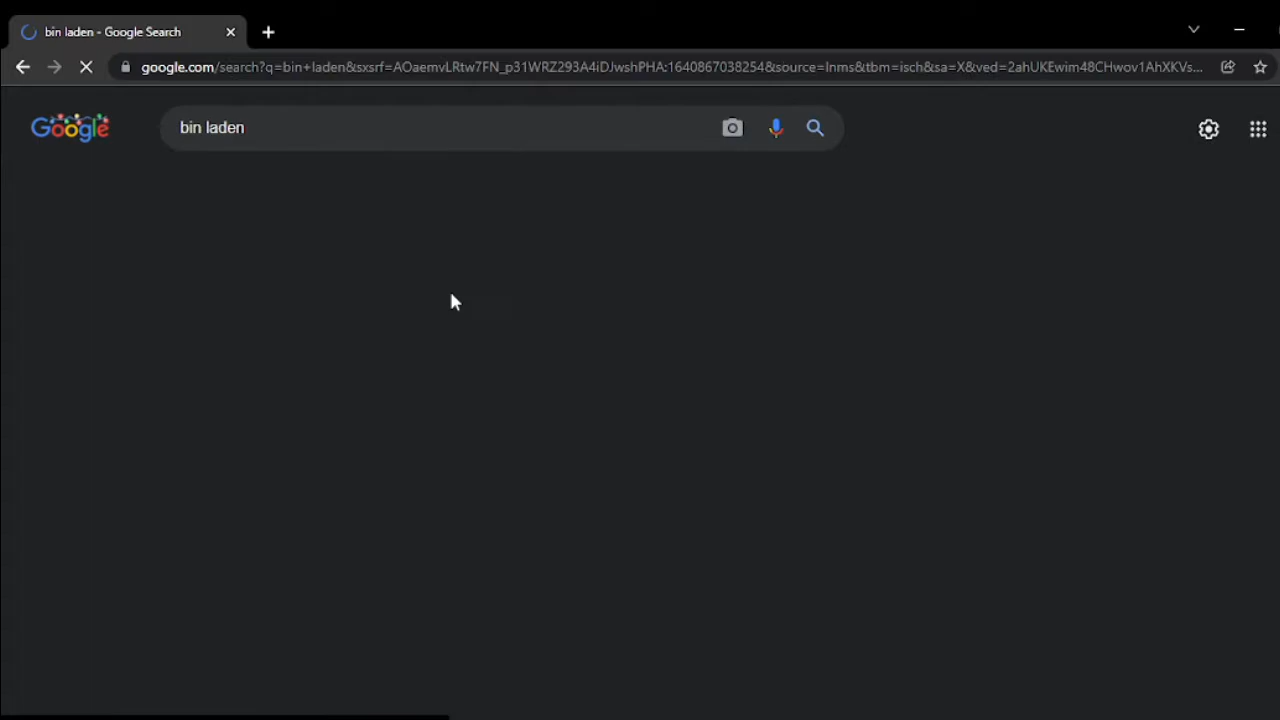 bin laden - Google Search
google.com/search?q=bin+laden&sxsrf=AOaemvLRtw7FN_p31WRZ293A4iDJwshPHA:1640867038254&source=lnms&tbm=isch&sa=X&ved=2ahUKEwim48CHwov1AhXKVs...
Google
bin laden